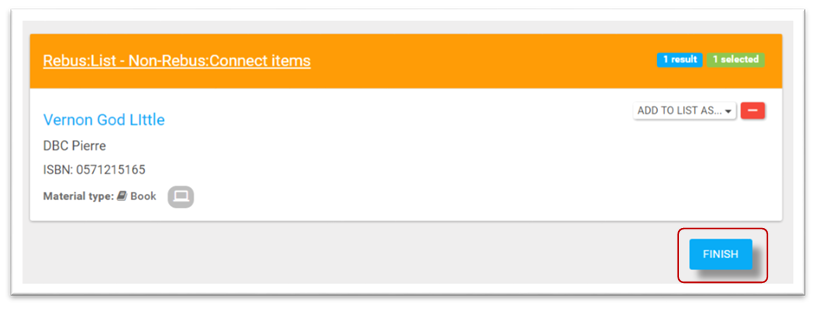 Rebus:List - Non-Rebus:Connect items
1 result 1 selected
Vernon God LIttle
ADD TO LIST AS...
DBC Pierre
ISBN: 0571215165
Material type: Book
FINISH